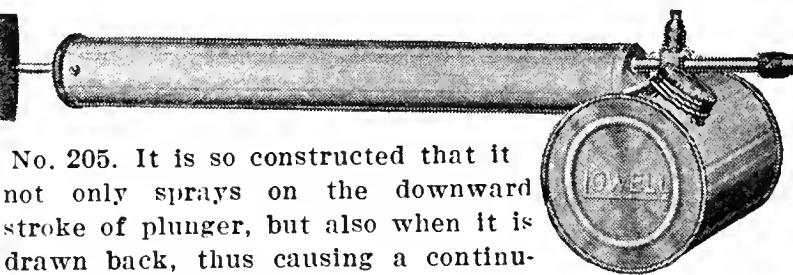 LOWELL
No. 205. It is so constructed that it
not only sprays on the downward
stroke of plunger, but also when it is
drawn back, thus causing a continu-